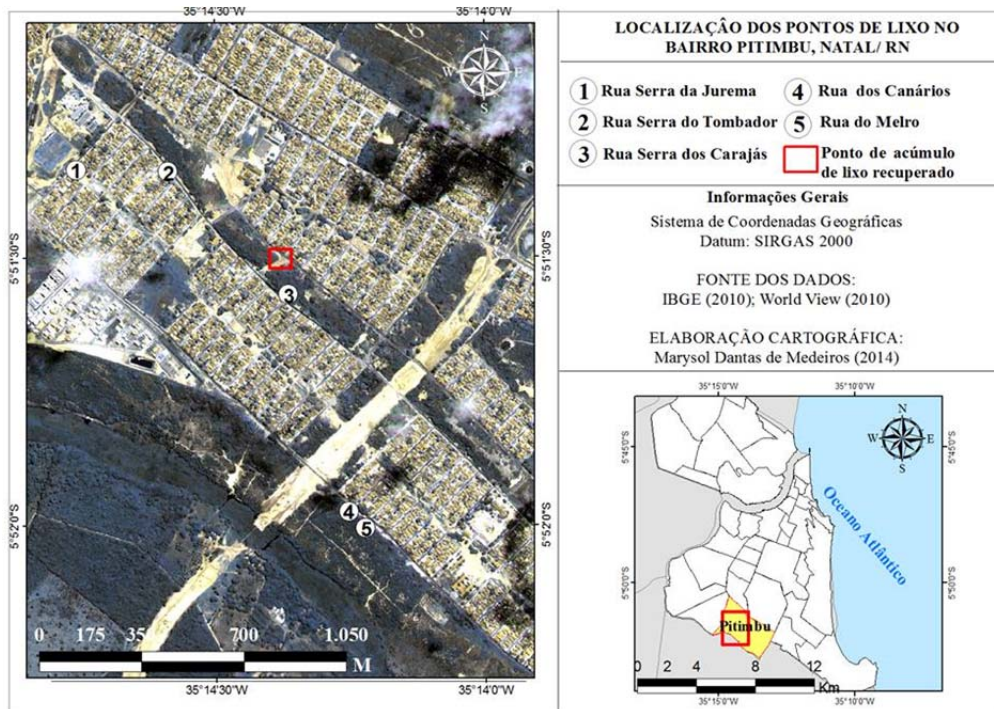 35°14'30"W
35°14'0"W
N
W
E
S
5°51'30"S
5°51'30"S
5°52'0"S
5°52'0"S
1
2
3
4
5
0 175 350 700 1.050
M
35°14'30"W
35°14'0"W
LOCALIZAÇÂO DOS PONTOS DE LIXO NO
BAIRRO PITIMBU, NATAL/ RN
1 Rua Serra da Jurema
2 Rua Serra do Tombador
3 Rua Serra dos Carajás
4 Rua dos Canários
5 Rua do Melro
Ponto de acúmulo
de lixo recuperado
Informações Gerais
Sistema de Coordenadas Geográficas
Datum: SIRGAS 2000
FONTE DOS DADOS:
IBGE (2010); World View (2010)
ELABORAÇÃO CARTOGRÁFICA:
Marysol Dantas de Medeiros (2014)
35°15'0"W
35°10'0"W
N
W
E
S
5°45'0"S
5°45'0"S
Oceano Atlântico
5°50'0"S
5°50'0"S
Pitimbu
0 2 4 8 12
Km
35°15'0"W
35°10'0"W